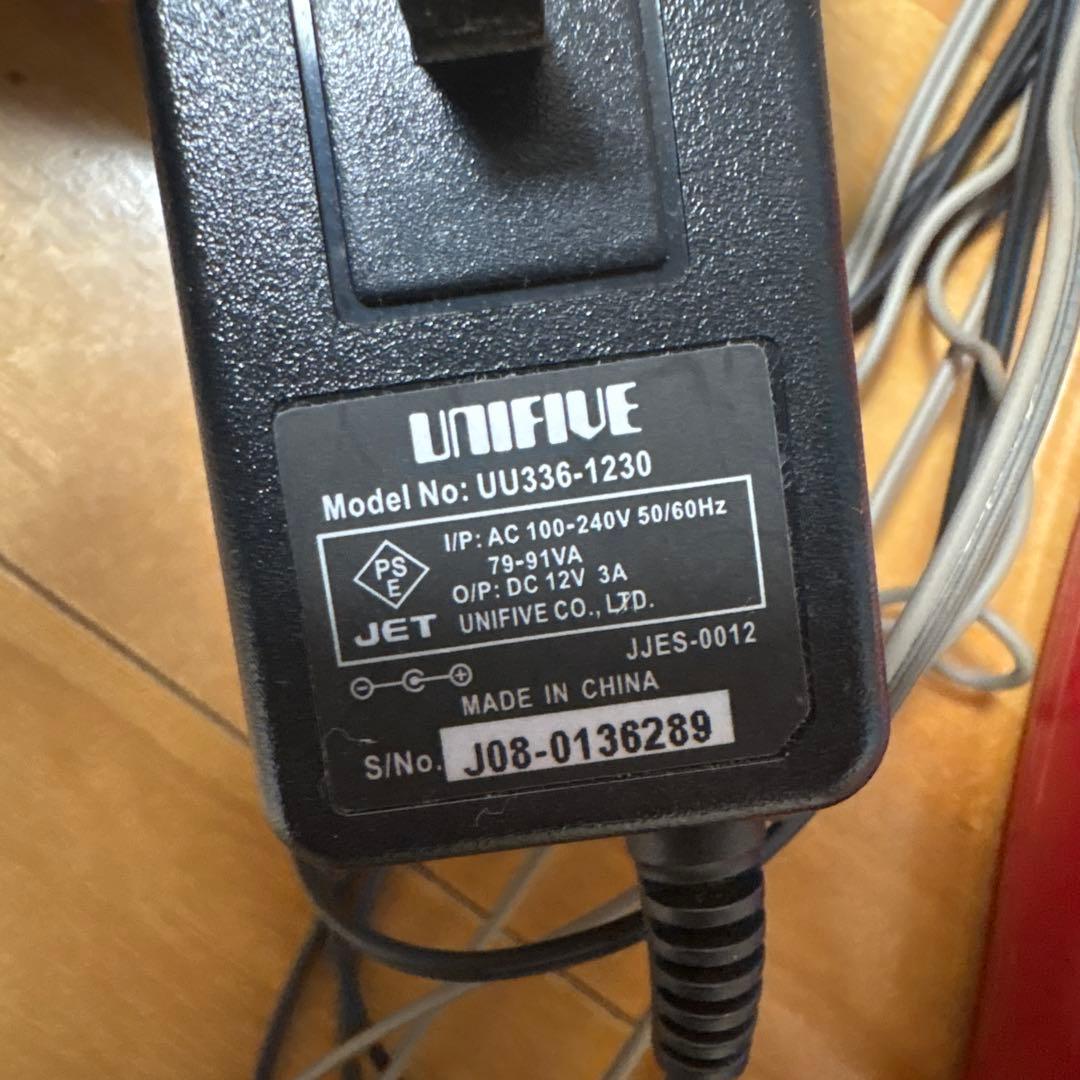 UNIFIVE
Model No: UU336-1230
I/P: AC 100-240V 50/60Hz
79-91VA
O/P: DC 12V 3A
UNIFIVE CO., LTD.
PS
E
JET
JJES-0012
MADE IN CHINA
S/No. J08-0136289